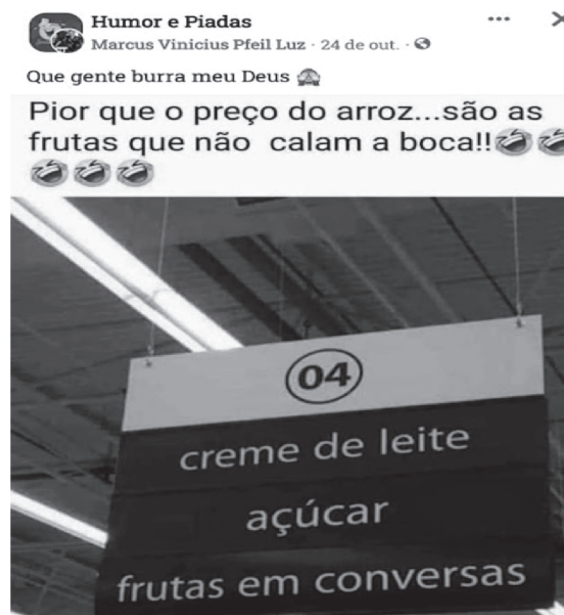 Humor e Piadas
Marcus Vinicius Pfeil Luz · 24 de out. ·
Que gente burra meu Deus 🙈
Pior que o preço do arroz...são as
frutas que não calam a boca!!🤣🤣
🤣🤣🤣
04
creme de leite
açúcar
frutas em conversas